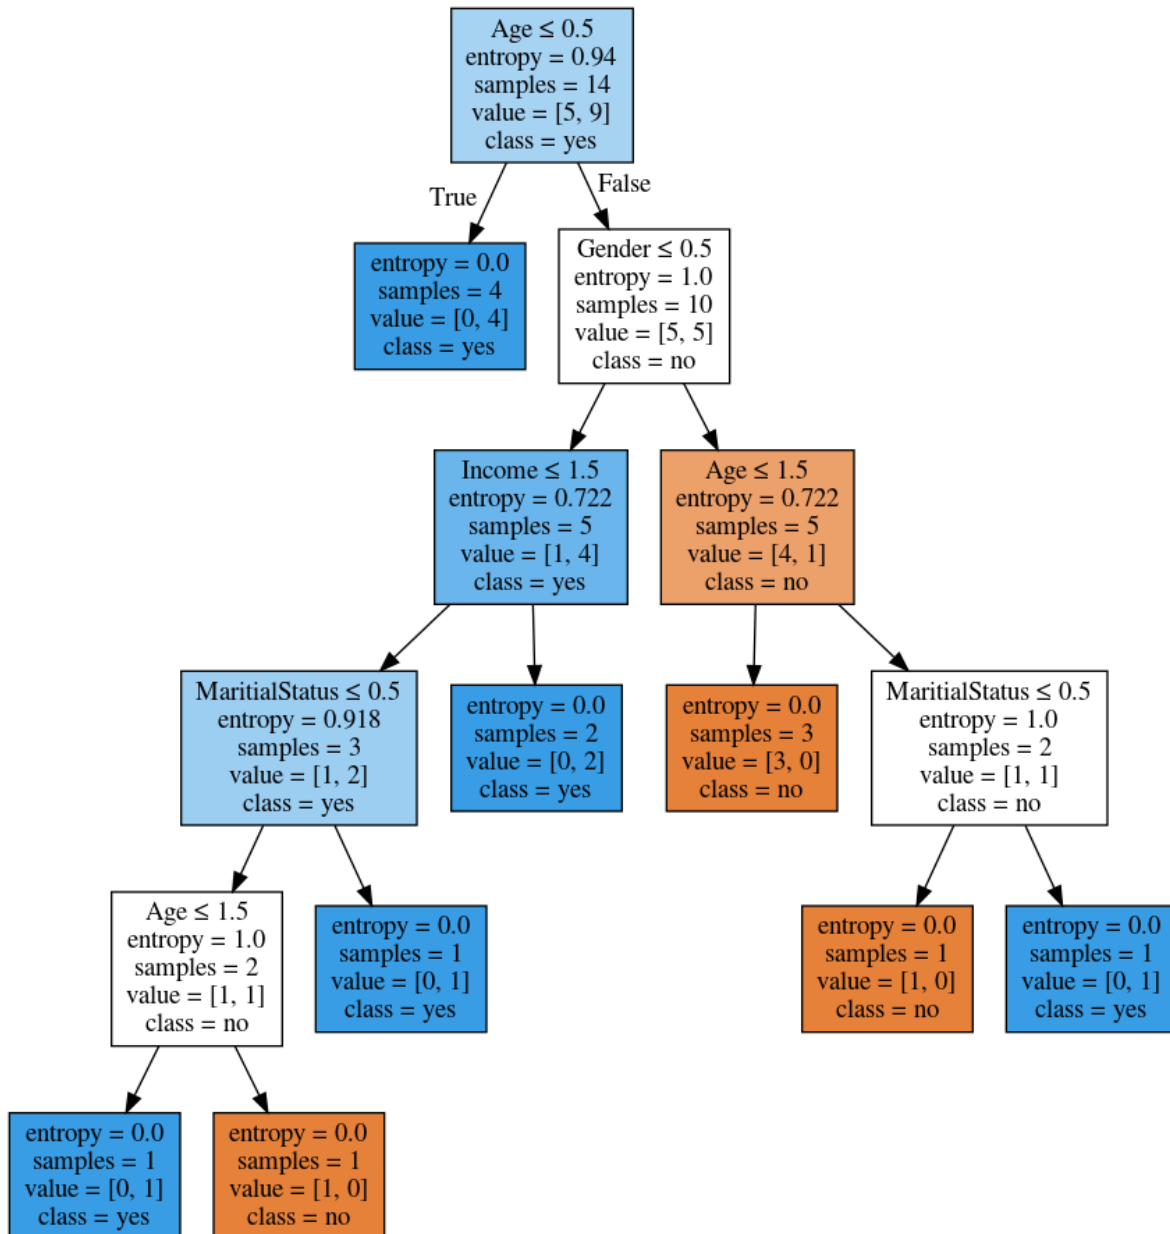 Age ≤ 0.5
entropy = 0.94
samples = 14
value = [5, 9]
class = yes
True
False
entropy = 0.0
samples = 4
value = [0, 4]
class = yes
Gender ≤ 0.5
entropy = 1.0
samples = 10
value = [5, 5]
class = no
Income ≤ 1.5
entropy = 0.722
samples = 5
value = [1, 4]
class = yes
Age ≤ 1.5
entropy = 0.722
samples = 5
value = [4, 1]
class = no
MaritialStatus ≤ 0.5
entropy = 0.918
samples = 3
value = [1, 2]
class = yes
entropy = 0.0
samples = 2
value = [0, 2]
class = yes
entropy = 0.0
samples = 3
value = [3, 0]
class = no
MaritialStatus ≤ 0.5
entropy = 1.0
samples = 2
value = [1, 1]
class = no
Age ≤ 1.5
entropy = 1.0
samples = 2
value = [1, 1]
class = no
entropy = 0.0
samples = 1
value = [0, 1]
class = yes
entropy = 0.0
samples = 1
value = [1, 0]
class = no
entropy = 0.0
samples = 1
value = [0, 1]
class = yes
entropy = 0.0
samples = 1
value = [0, 1]
class = yes
entropy = 0.0
samples = 1
value = [1, 0]
class = no